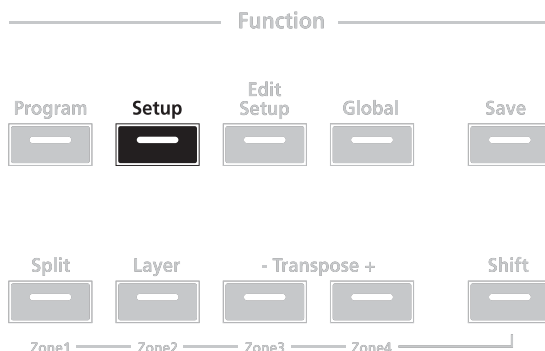 Function
Program Setup Edit Setup Global Save
Split Layer - Transpose + Shift
Zone1 Zone2 Zone3 Zone4